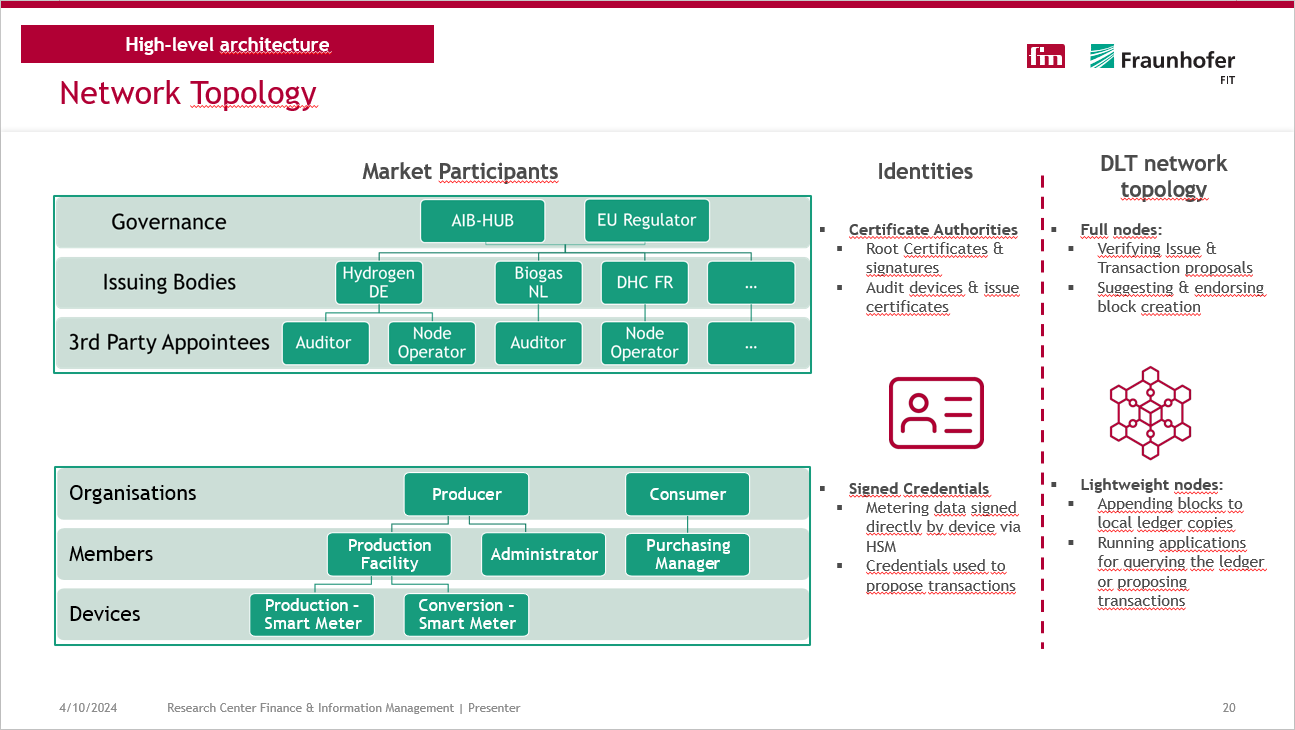 High-level architecture
fim
Fraunhofer
FIT
Network Topology
Market Participants
Governance
AIB-HUB
EU Regulator
Issuing Bodies
Hydrogen
DE
Biogas
NL
DHC FR
...
3rd Party Appointees
Auditor
Node
Operator
Auditor
Node
Operator
...
Organisations
Producer
Consumer
Members
Production
Facility
Administrator
Purchasing
Manager
Devices
Production –
Smart Meter
Conversion –
Smart Meter
Identities
▪ Certificate Authorities
▪ Root Certificates &
signatures
▪ Audit devices & issue
certificates
▪ Signed Credentials
▪ Metering data signed
directly by device via
HSM
▪ Credentials used to
propose transactions
DLT network
topology
▪ Full nodes:
▪ Verifying Issue &
Transaction proposals
▪ Suggesting & endorsing
block creation
▪ Lightweight nodes:
▪ Appending blocks to
local ledger copies
▪ Running applications
for querying the ledger
or proposing
transactions
4/10/2024
Research Center Finance & Information Management | Presenter
20